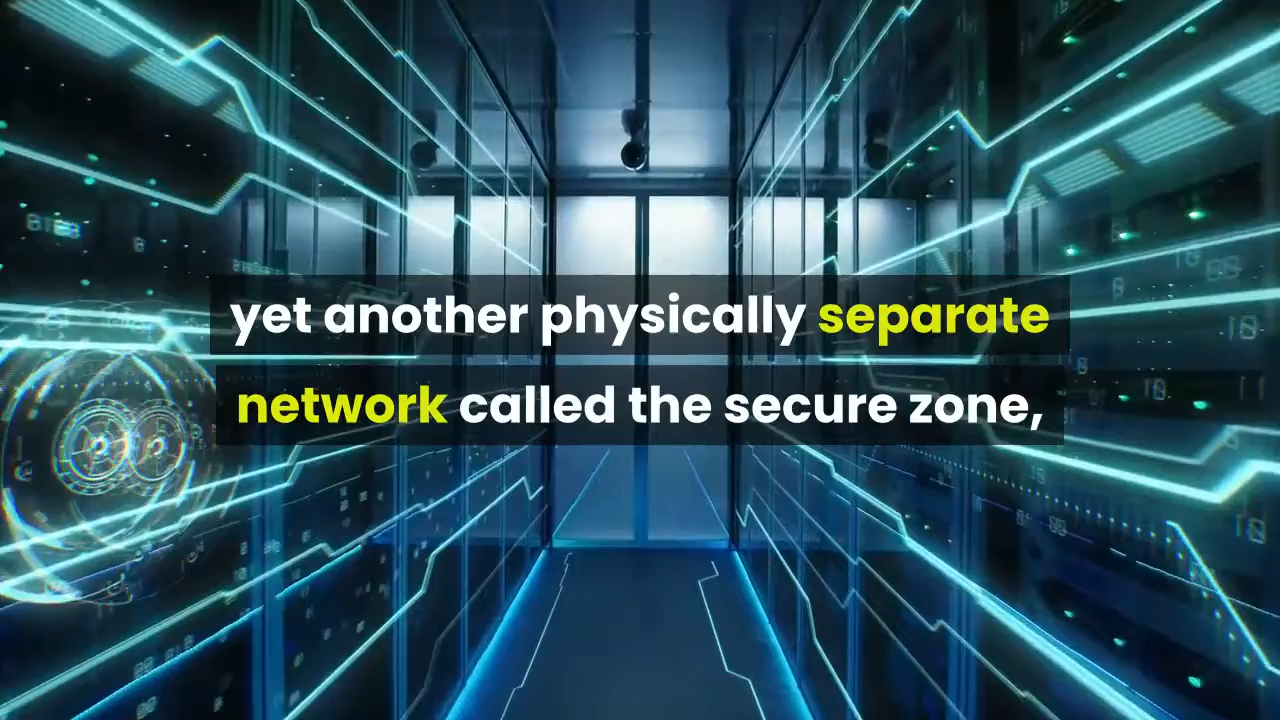 yet another physically separate
network called the secure zone,